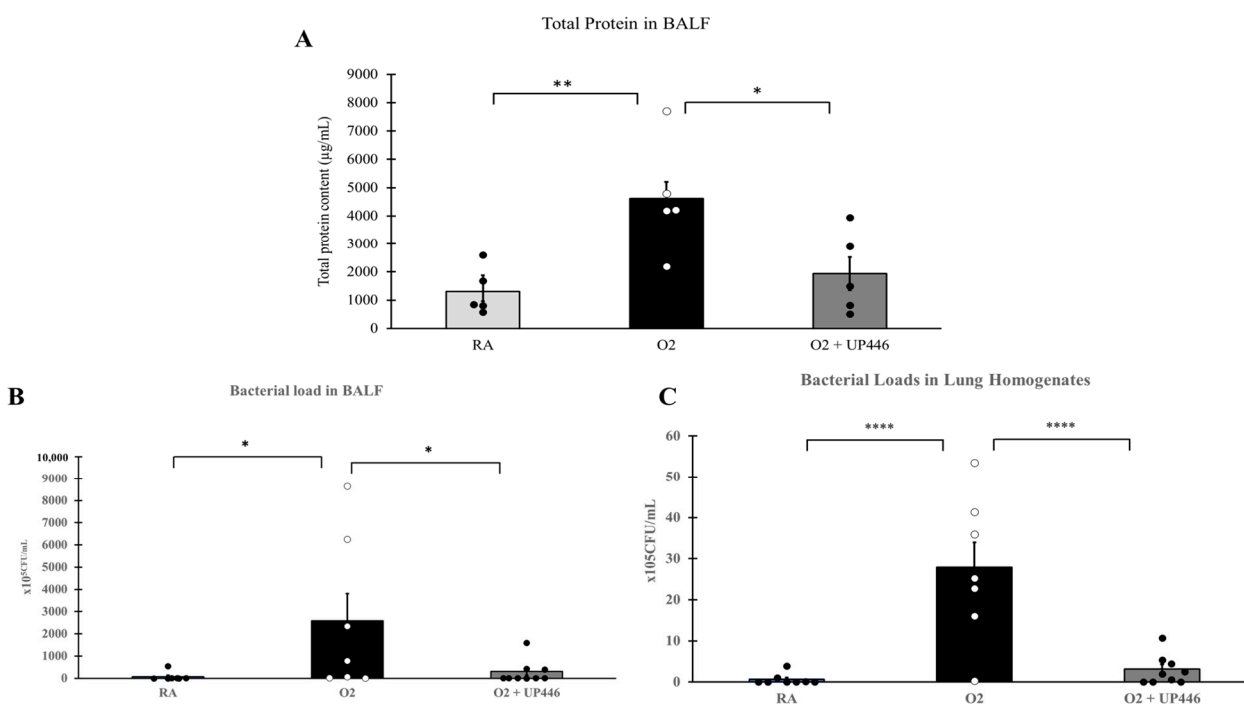 Total Protein in BALF
A
Total protein content (µg/mL)
9000
8000
7000
6000
5000
4000
3000
2000
1000
0
** *
RA O2 O2 + UP446
B
Bacterial load in BALF
x10^5CFU/mL
10,000
9000
8000
7000
6000
5000
4000
3000
2000
1000
0
* *
RA O2 O2 + UP446
C
Bacterial Loads in Lung Homogenates
x105CFU/mL
60
50
40
30
20
10
0
**** ****
RA O2 O2 + UP446